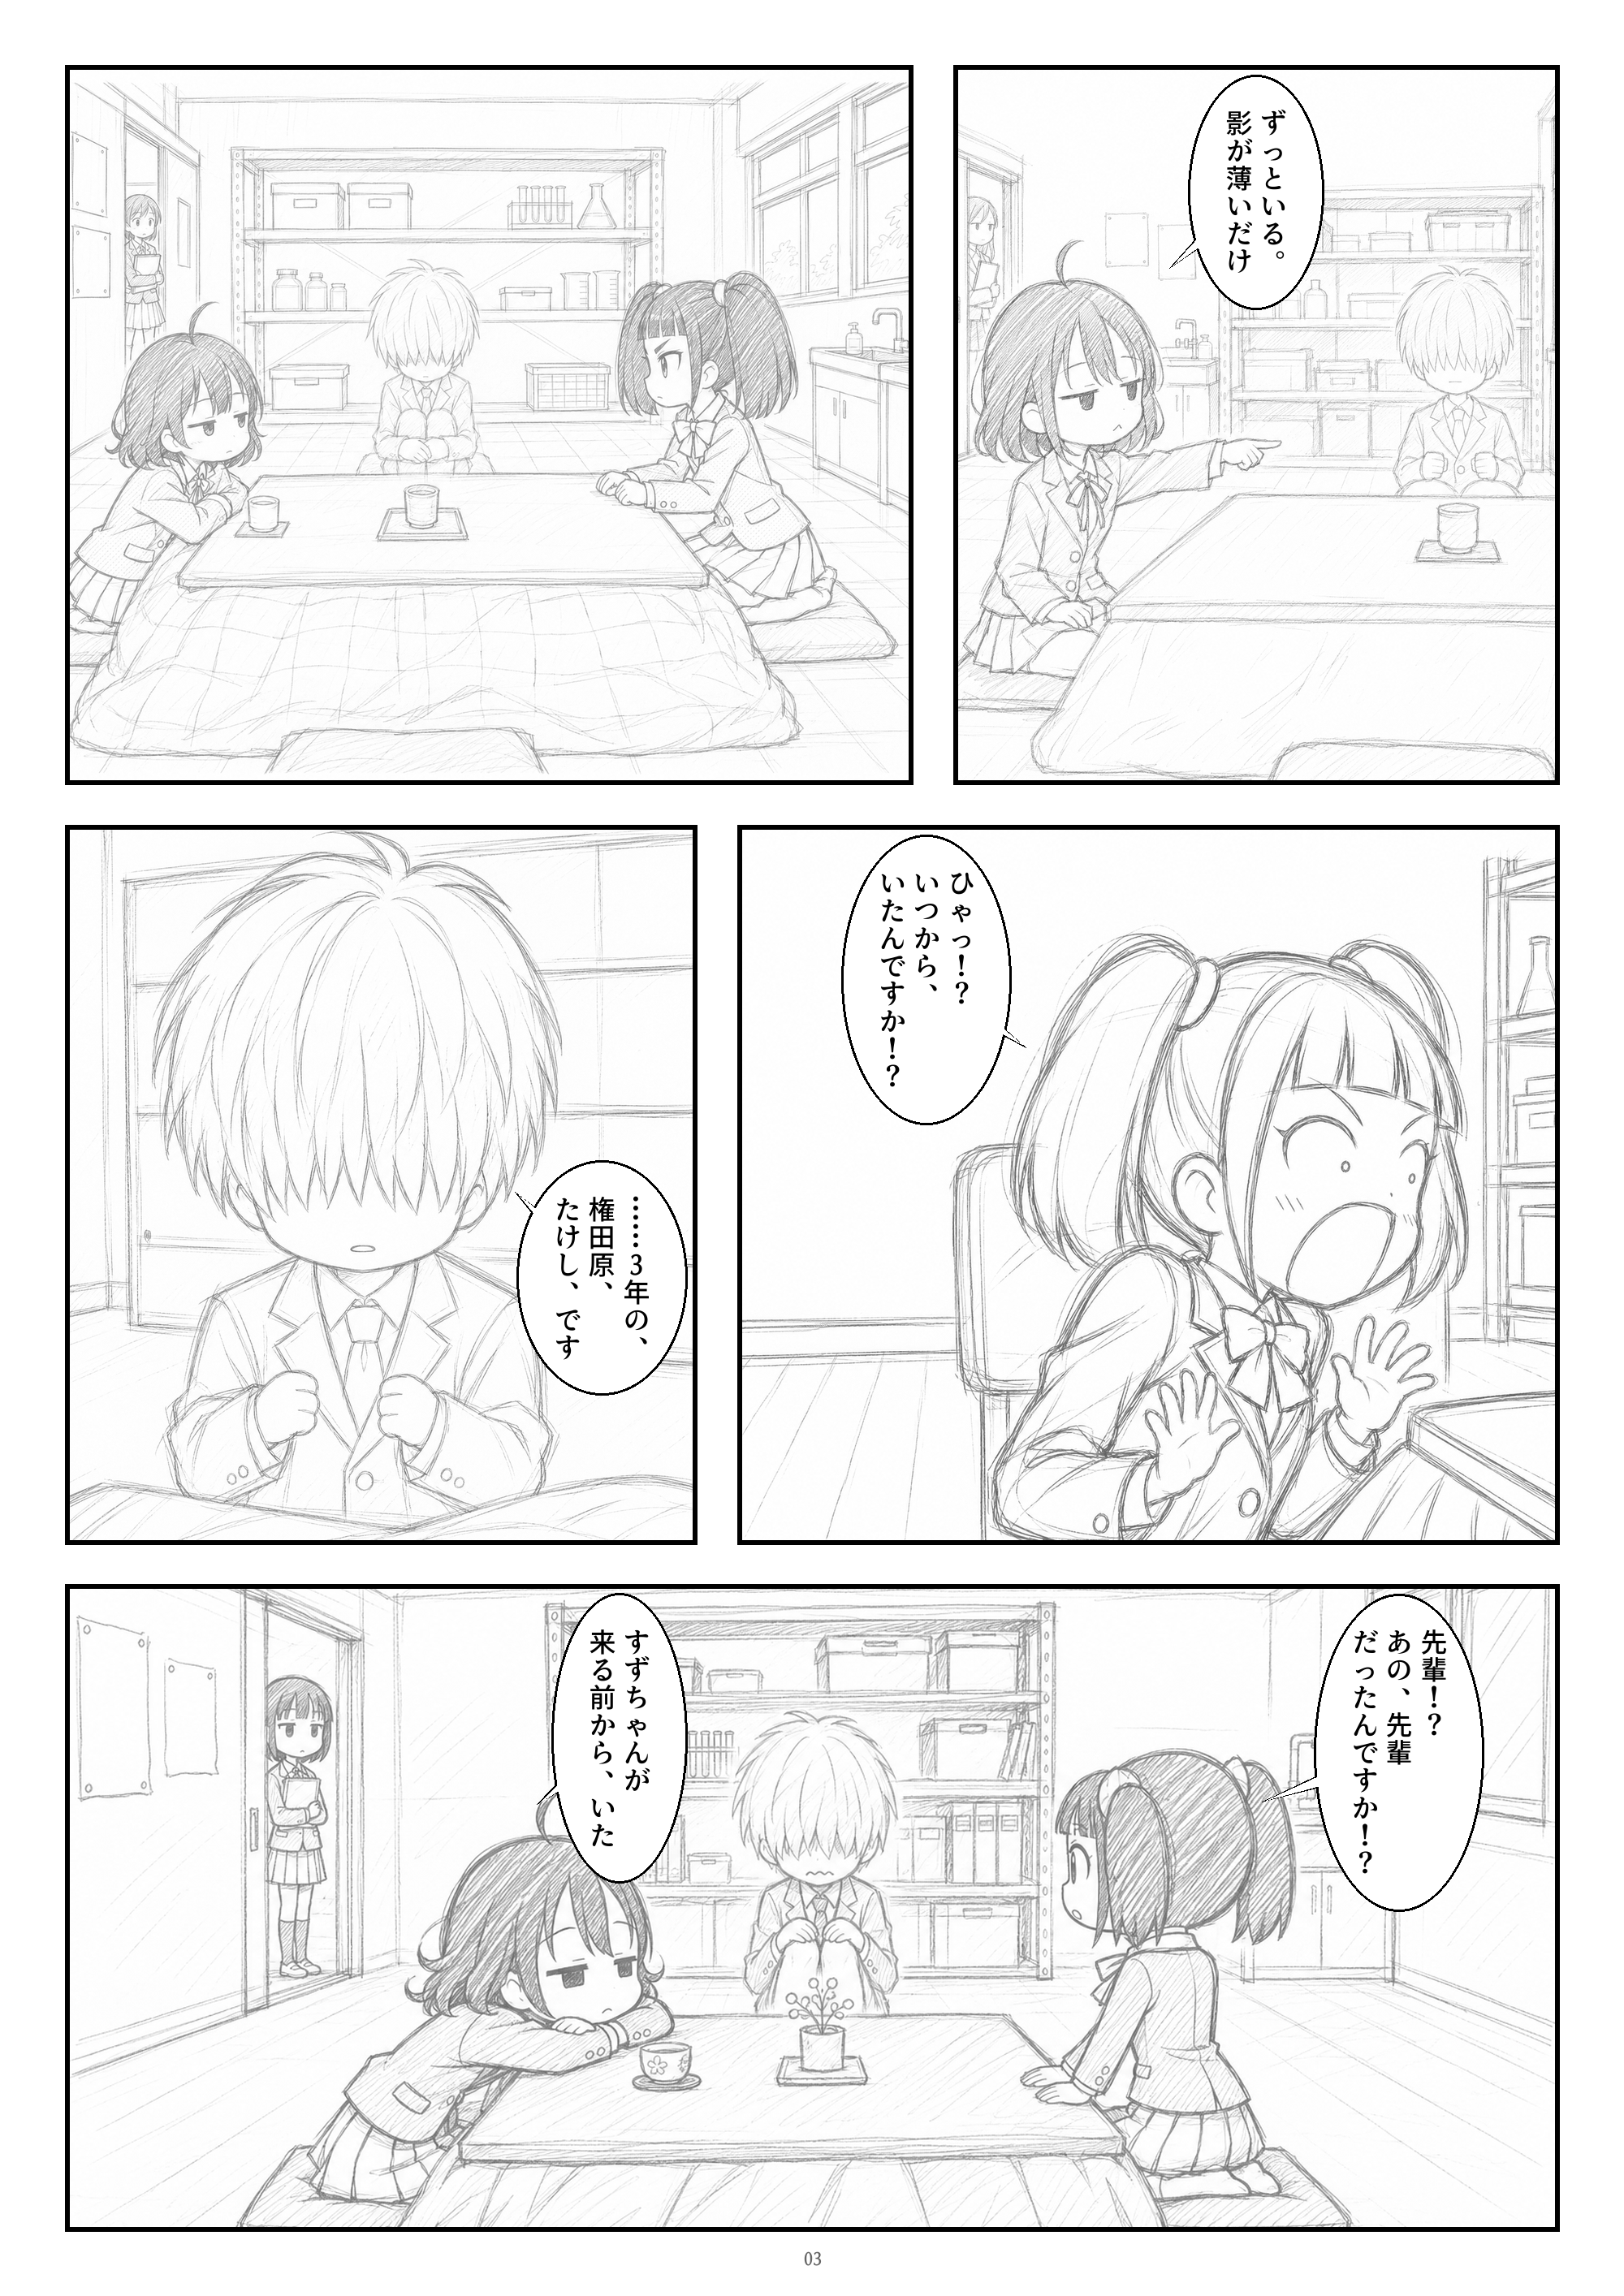 ずっといる。
影が薄いだけ
ひゃっ！？
いつから、
いたんですか！？
……3年の、
権田原、
たけし、です
先輩！？
あの、先輩
だったんですか！？
すずちゃんが
来る前から、いた
03